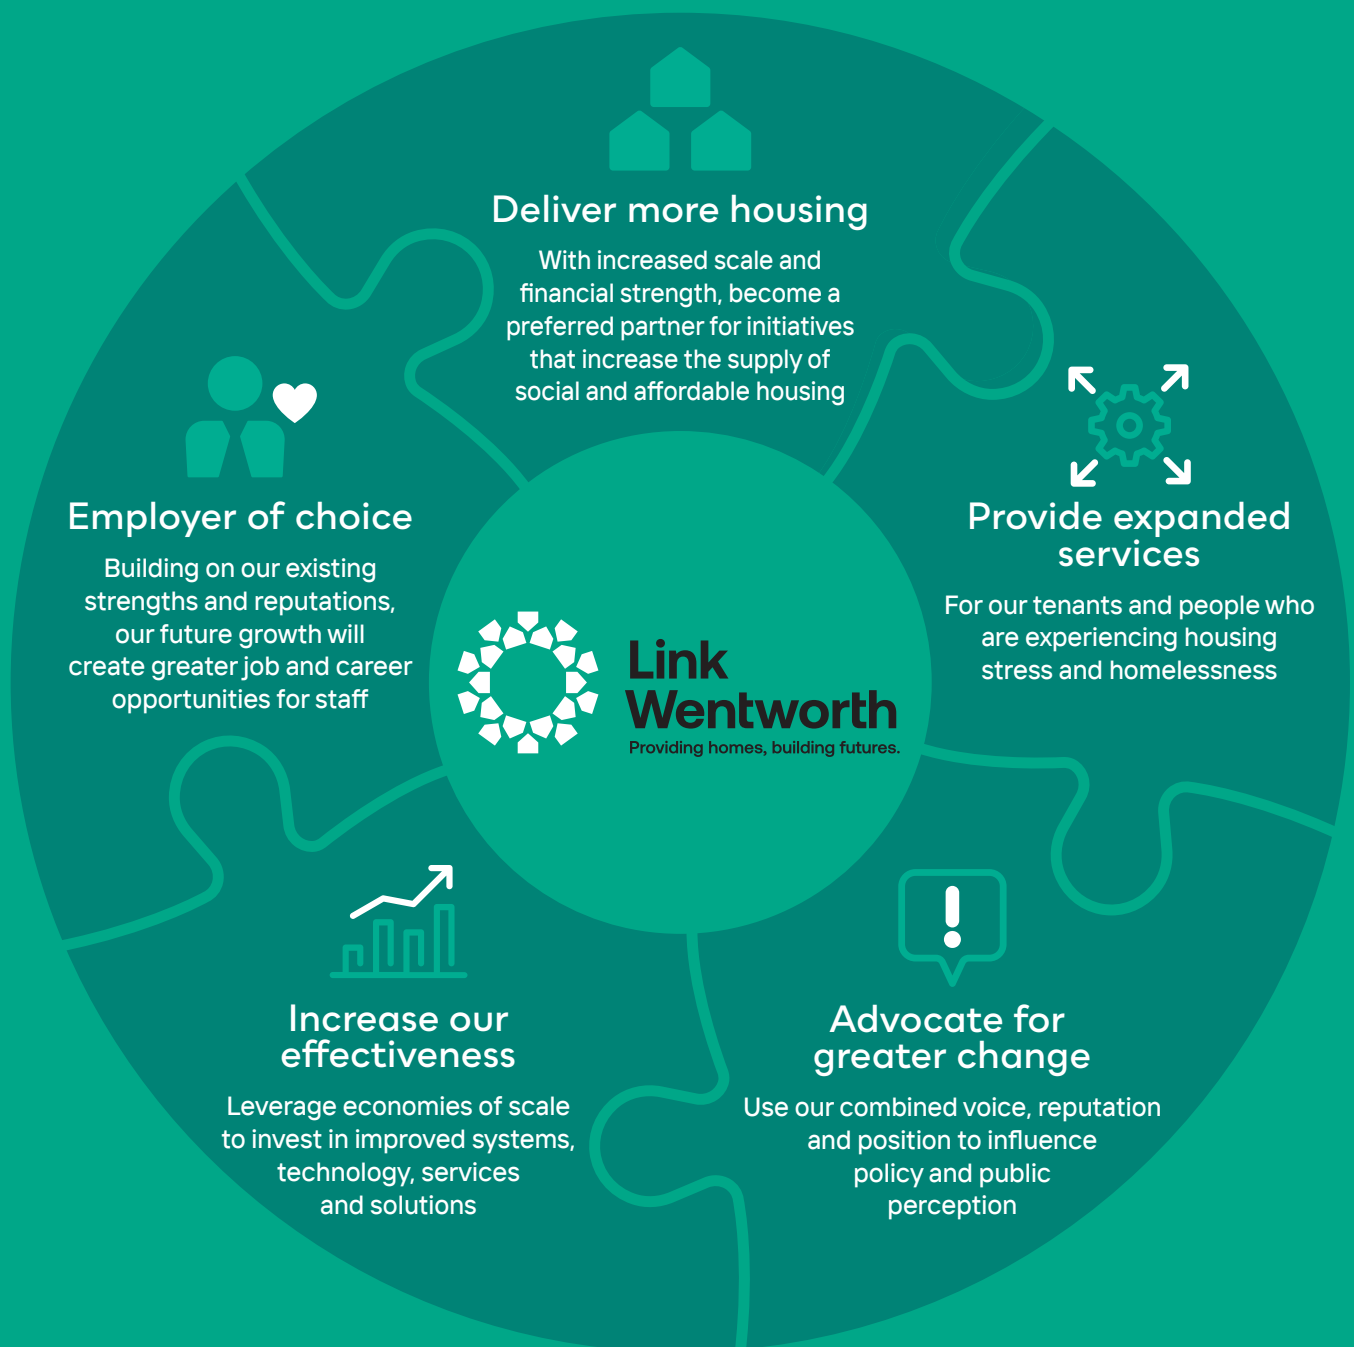 Deliver more housing
With increased scale and
financial strength, become a
preferred partner for initiatives
that increase the supply of
social and affordable housing
Provide expanded
services
For our tenants and people who
are experiencing housing
stress and homelessness
Advocate for
greater change
Use our combined voice, reputation
and position to influence
policy and public
perception
Increase our
effectiveness
Leverage economies of scale
to invest in improved systems,
technology, services
and solutions
Employer of choice
Building on our existing
strengths and reputations,
our future growth will
create greater job and career
opportunities for staff
Link
Wentworth
Providing homes, building futures.